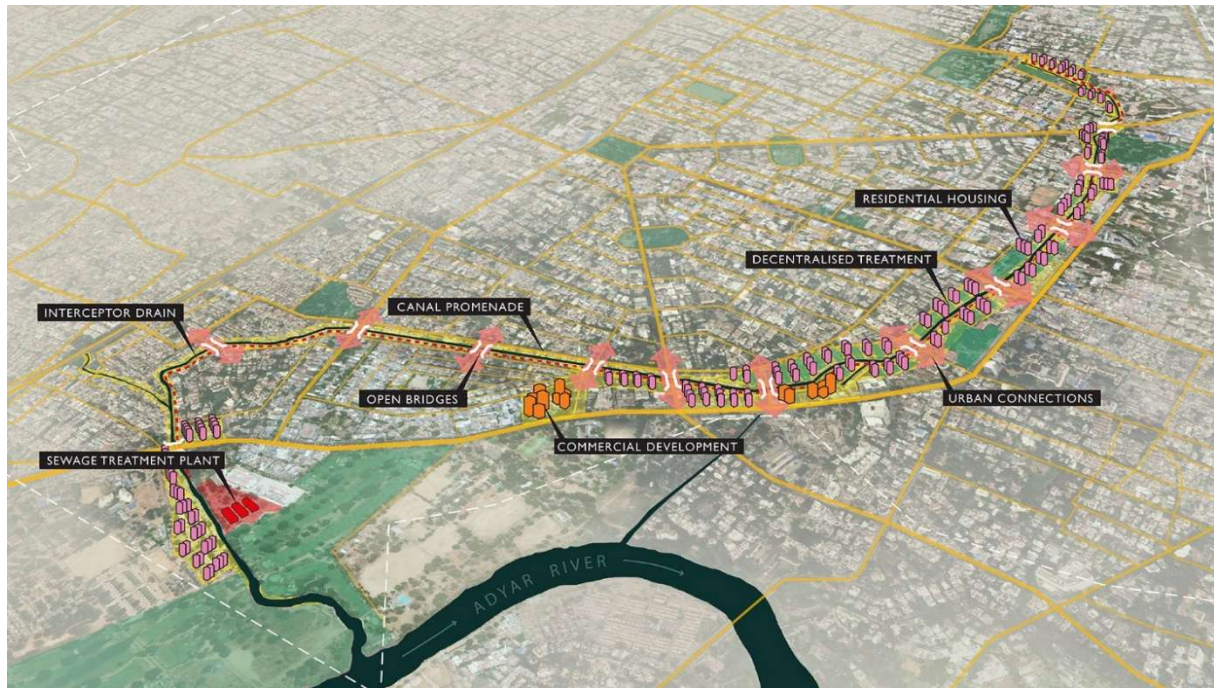 RESIDENTIAL HOUSING
DECENTRALISED TREATMENT
CANAL PROMENADE
INTERCEPTOR DRAIN
OPEN BRIDGES
URBAN CONNECTIONS
COMMERCIAL DEVELOPMENT
SEWAGE TREATMENT PLANT
ADYAR RIVER